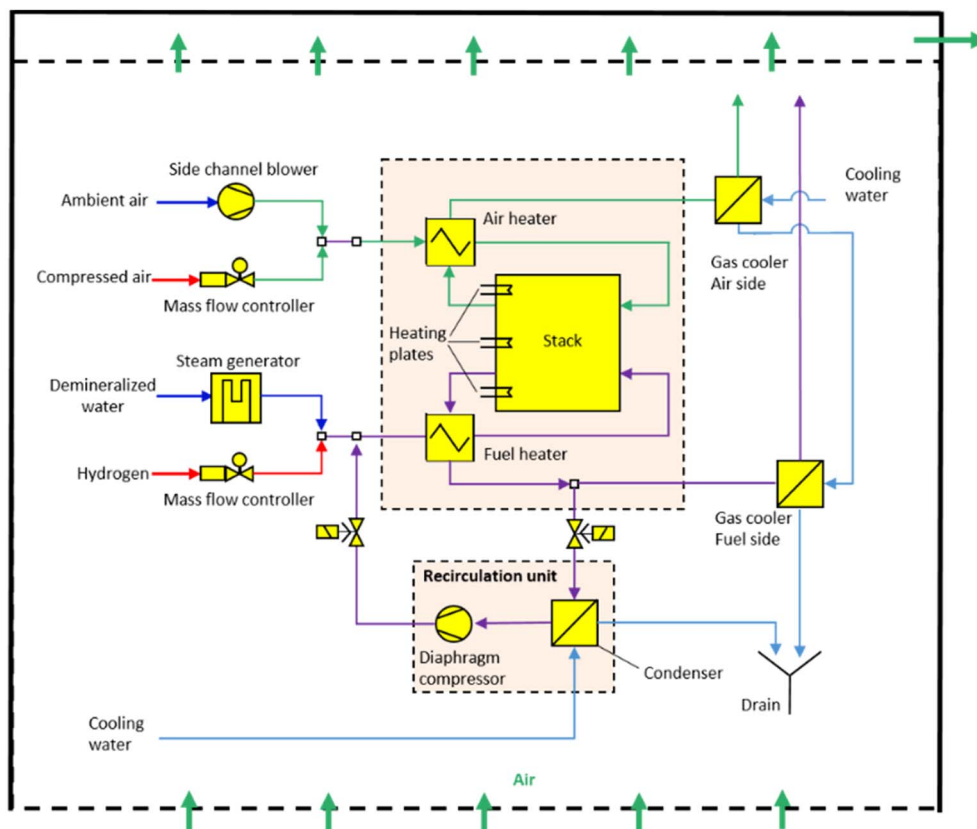 Side channel blower
Ambient air
Compressed air
Mass flow controller
Air heater
Cooling
water
Gas cooler
Air side
Heating
plates
Stack
Steam generator
Demineralized
water
Hydrogen
Mass flow controller
Fuel heater
Gas cooler
Fuel side
Recirculation unit
Diaphragm
compressor
Condenser
Drain
Cooling
water
Air